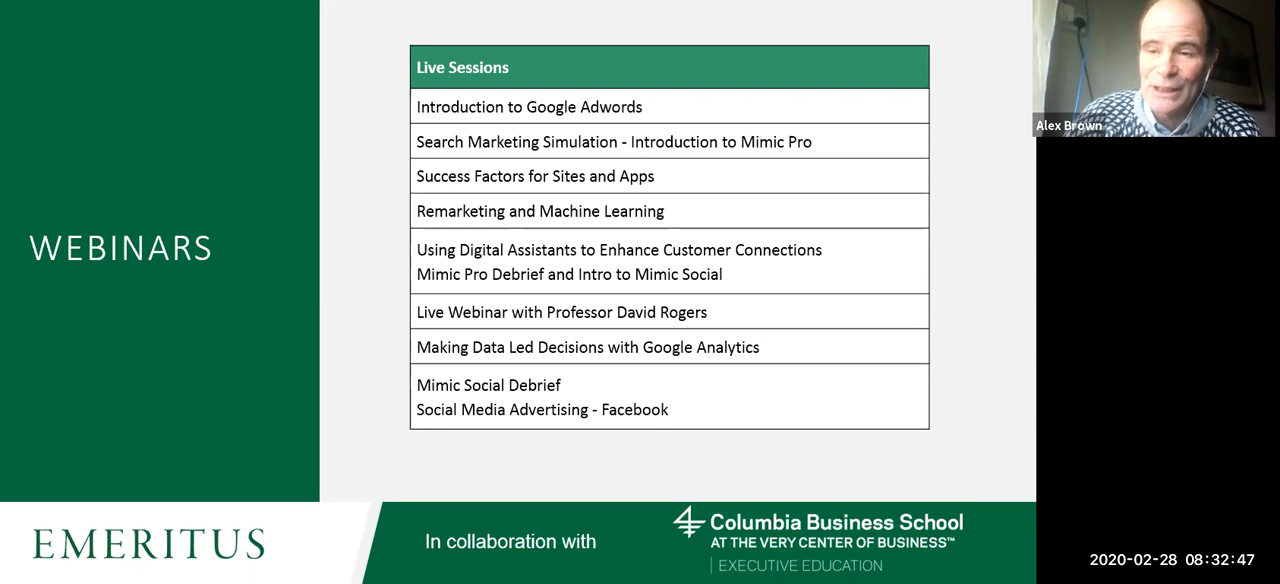 WEBINARS
Live Sessions
Introduction to Google Adwords
Search Marketing Simulation - Introduction to Mimic Pro
Success Factors for Sites and Apps
Remarketing and Machine Learning
Using Digital Assistants to Enhance Customer Connections
Mimic Pro Debrief and Intro to Mimic Social
Live Webinar with Professor David Rogers
Making Data Led Decisions with Google Analytics
Mimic Social Debrief
Social Media Advertising - Facebook
Alex Brown
EMERITUS
In collaboration with
Columbia Business School
AT THE VERY CENTER OF BUSINESS™
EXECUTIVE EDUCATION
2020-02-28 08:32:47